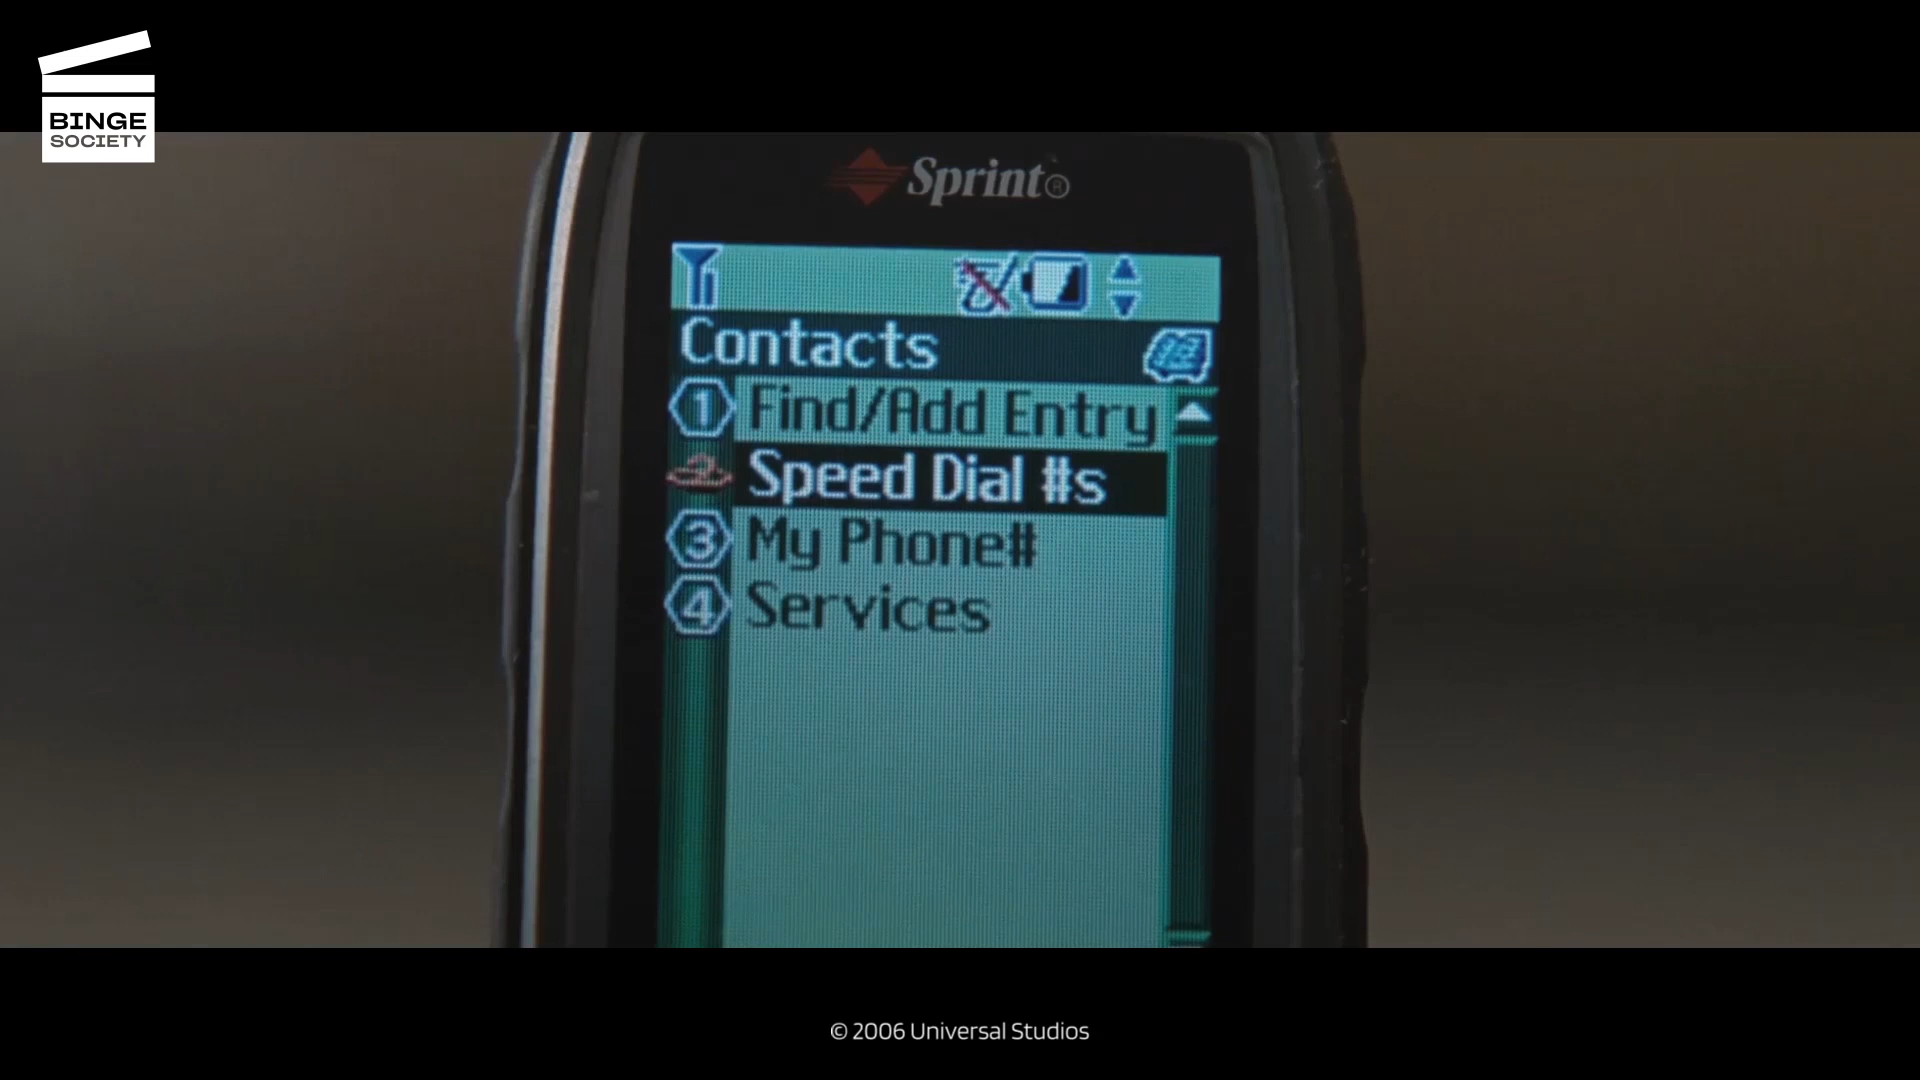 BINGE
SOCIETY
Sprint®
Contacts
1 Find/Add Entry
Speed Dial #s
3 My Phone#
4 Services
© 2006 Universal Studios